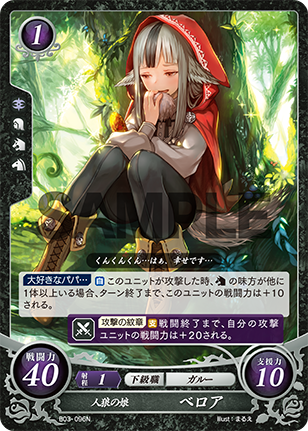 1
SAMPLE
くんくんくん…はぁ、幸せです…
大好きなパパ… このユニットが攻撃した時、の味方が他に
1体以上いる場合、ターン終了まで、このユニットの戦闘力は+10
される。
攻撃の紋章 支 戦闘終了まで、自分の攻撃
ユニットの戦闘力は+20される。
戦闘力
40
射程 1 下級職 ガルー
支援力
10
人狼の娘 ベロア
B03-096N
Illust:まるえ